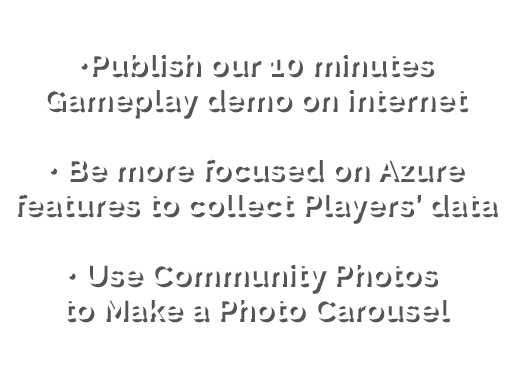 •Publish our 10 minutes
Gameplay demo on internet
• Be more focused on Azure
features to collect Players' data
• Use Community Photos
to Make a Photo Carousel